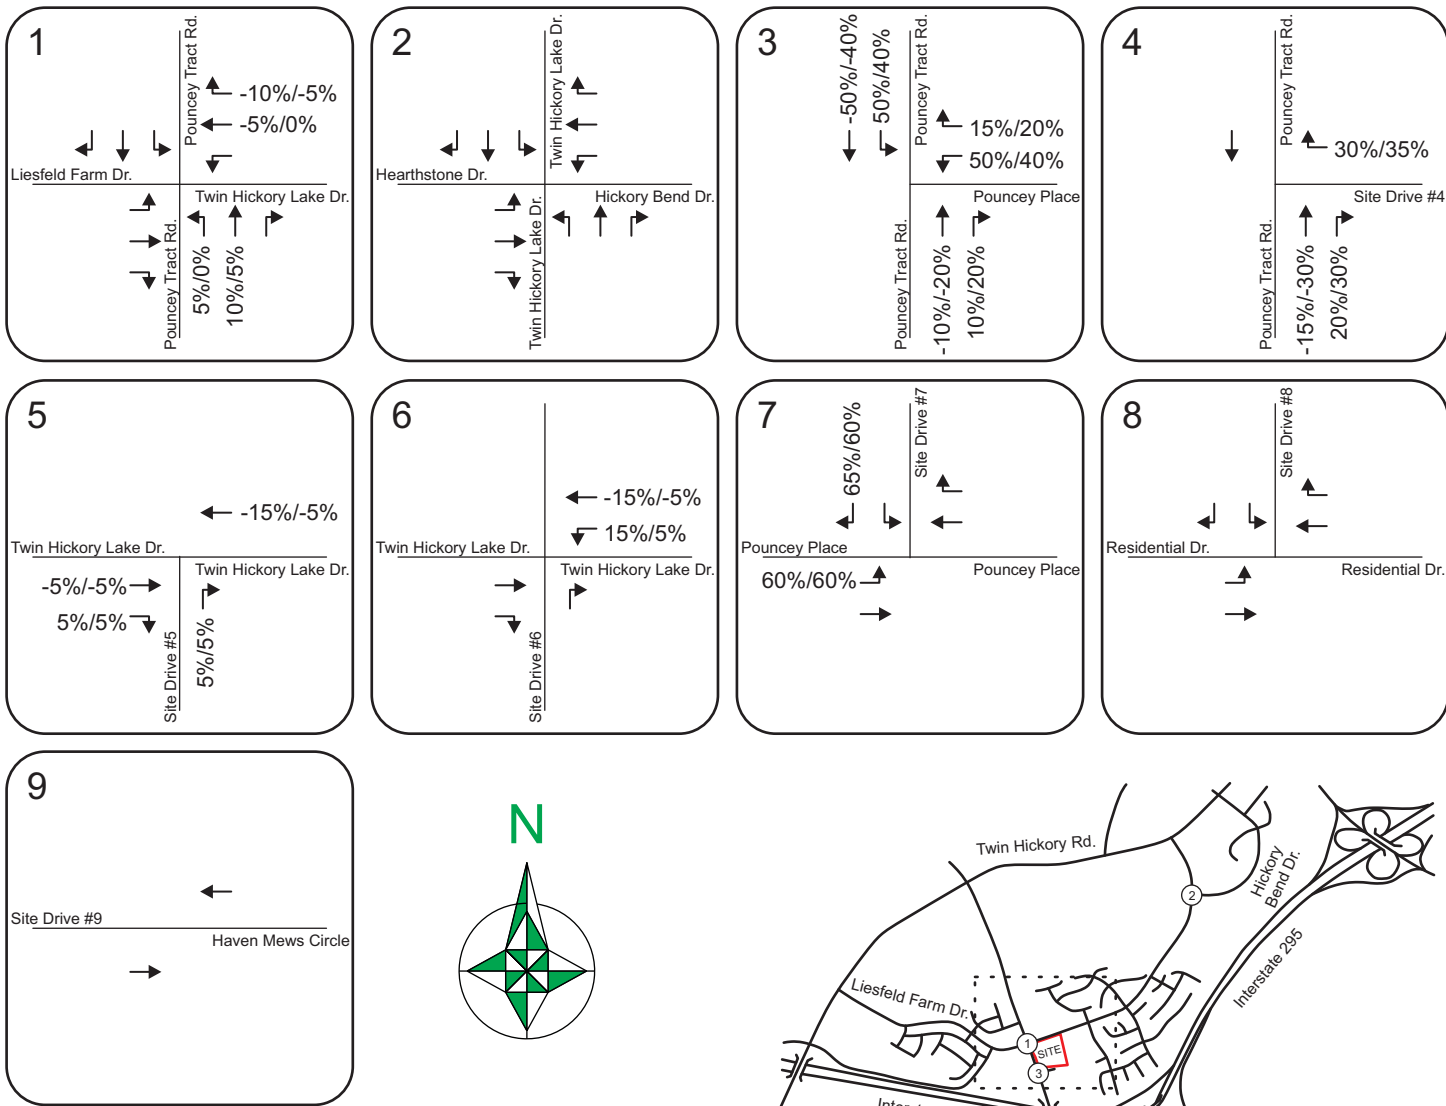 1
Pouncey Tract Rd.
-10%/-5%
-5%/0%
Liesfeld Farm Dr.
Twin Hickory Lake Dr.
Pouncey Tract Rd.
5%/0%
10%/5%
2
Twin Hickory Lake Dr.
Hearthstone Dr.
Hickory Bend Dr.
Twin Hickory Lake Dr.
3
-50%/-40%
50%/40%
Pouncey Tract Rd.
15%/20%
50%/40%
Pouncey Place
Pouncey Tract Rd.
-10%/-20%
10%/20%
4
Pouncey Tract Rd.
30%/35%
Site Drive #4
Pouncey Tract Rd.
-15%/-30%
20%/30%
5
-15%/-5%
Twin Hickory Lake Dr.
Twin Hickory Lake Dr.
-5%/-5%
5%/5%
Site Drive #5
5%/5%
6
-15%/-5%
15%/5%
Twin Hickory Lake Dr.
Twin Hickory Lake Dr.
Site Drive #6
7
65%/60%
Site Drive #7
Pouncey Place
Pouncey Place
60%/60%
8
Site Drive #8
Residential Dr.
Residential Dr.
9
Site Drive #9
Haven Mews Circle
N
Twin Hickory Rd.
Hickory
Bend Dr.
2
Interstate 295
Liesfeld Farm Dr.
1
SITE
3